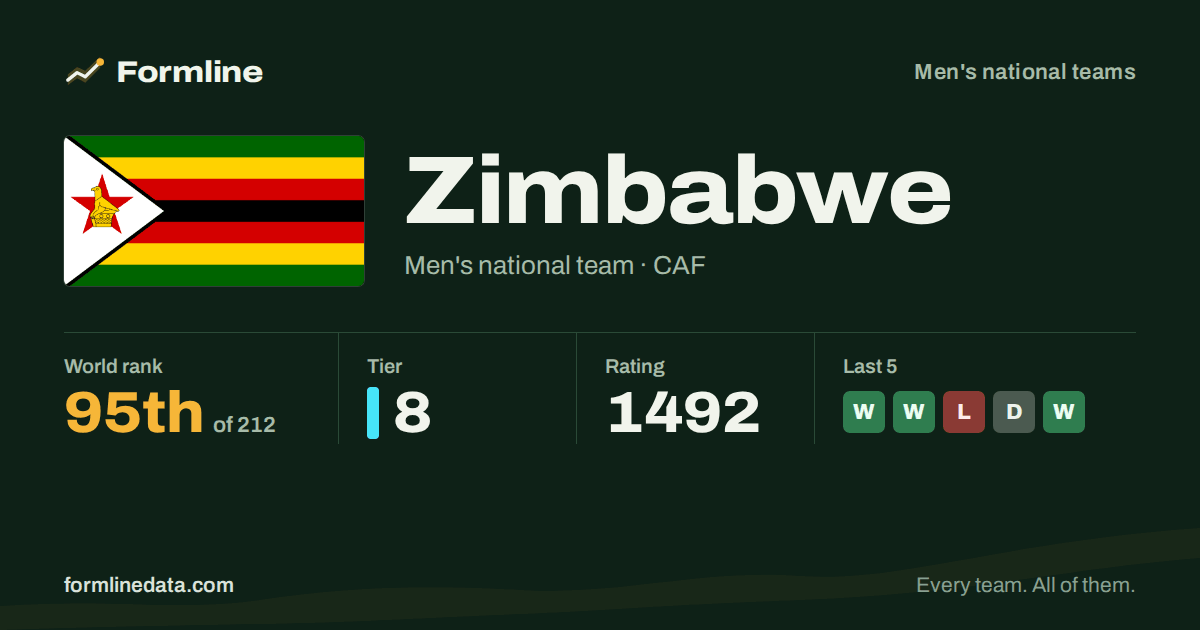 Formline
Men's national teams
Zimbabwe
Men's national team · CAF
World rank
95th of 212
Tier
8
Rating
1492
Last 5
W W L D W
formlinedata.com
Every team. All of them.